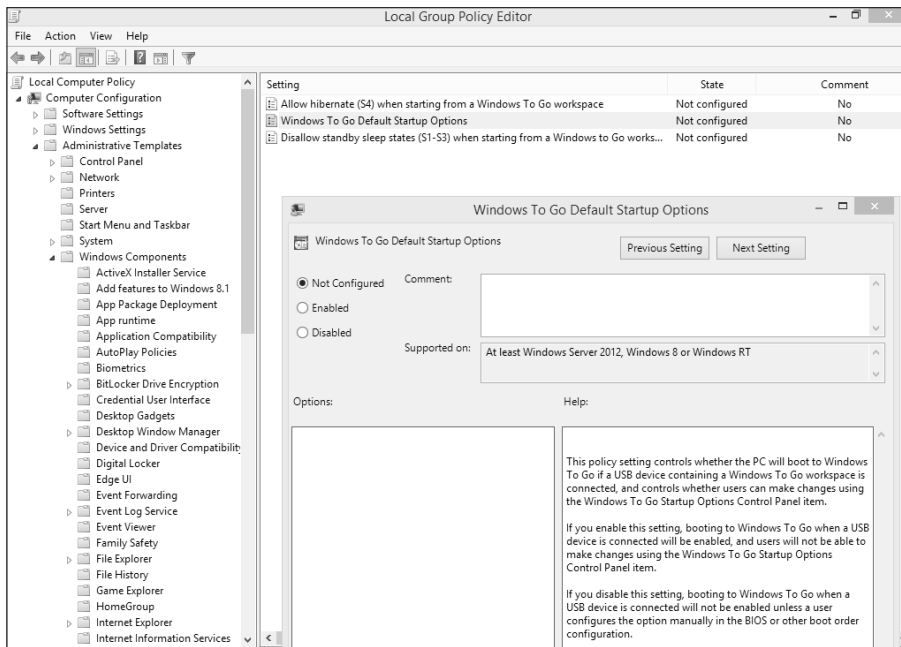 Local Group Policy Editor
File Action View Help
Local Computer Policy
Computer Configuration
Software Settings
Windows Settings
Administrative Templates
Control Panel
Network
Printers
Server
Start Menu and Taskbar
System
Windows Components
ActiveX Installer Service
Add features to Windows 8.1
App Package Deployment
App runtime
Application Compatibility
AutoPlay Policies
Biometrics
BitLocker Drive Encryption
Credential User Interface
Desktop Gadgets
Desktop Window Manager
Device and Driver Compatibility
Digital Locker
Edge UI
Event Forwarding
Event Log Service
Event Viewer
Family Safety
File Explorer
File History
Game Explorer
HomeGroup
Internet Explorer
Internet Information Services
Setting State Comment
Allow hibernate (S4) when starting from a Windows To Go workspace Not configured No
Windows To Go Default Startup Options Not configured No
Disallow standby sleep states (S1-S3) when starting from a Windows to Go works... Not configured No
Windows To Go Default Startup Options
Windows To Go Default Startup Options
Previous Setting Next Setting
Not Configured Comment:
Enabled
Disabled
Supported on: At least Windows Server 2012, Windows 8 or Windows RT
Options: Help:
This policy setting controls whether the PC will boot to Windows
To Go if a USB device containing a Windows To Go workspace is
connected, and controls whether users can make changes using
the Windows To Go Startup Options Control Panel item.
If you enable this setting, booting to Windows To Go when a USB
device is connected will be enabled, and users will not be able to
make changes using the Windows To Go Startup Options
Control Panel item.
If you disable this setting, booting to Windows To Go when a
USB device is connected will not be enabled unless a user
configures the option manually in the BIOS or other boot order
configuration.